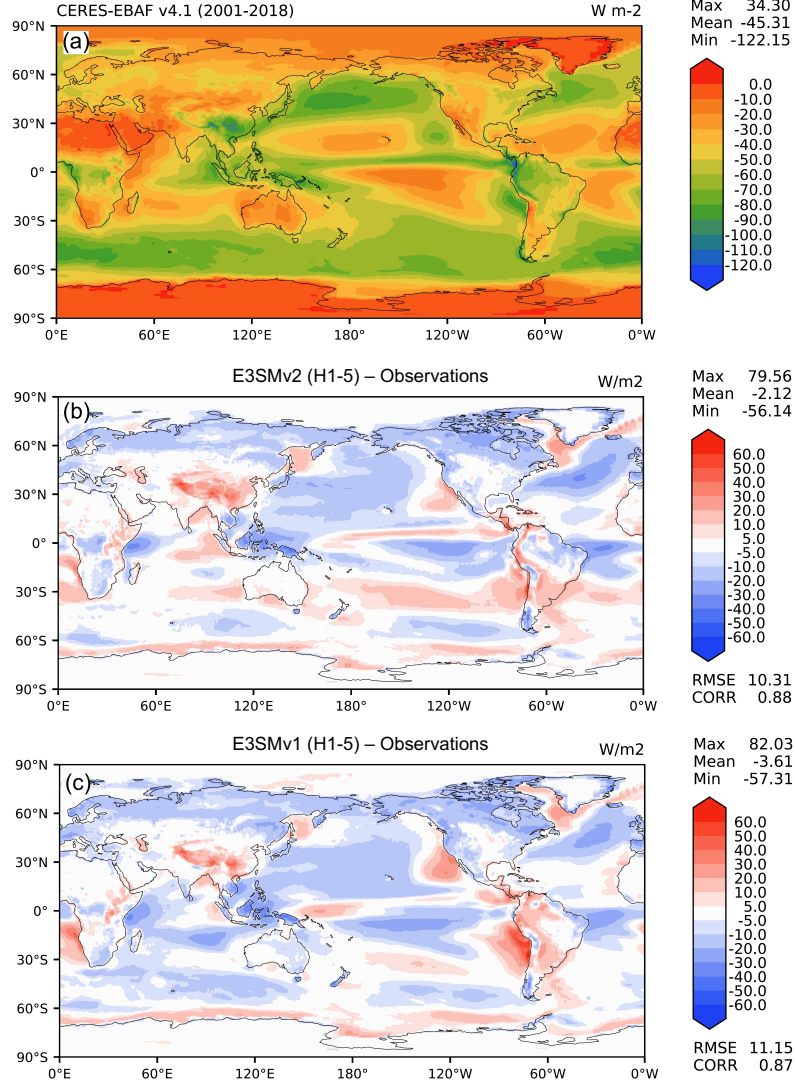 CERES-EBAF v4.1 (2001-2018) W m-2
Max 34.30
Mean -45.31
Min -122.15
(a)
90°N
60°N
30°N
0°
30°S
60°S
90°S
0°E 60°E 120°E 180° 120°W 60°W 0°W
0.0
-10.0
-20.0
-30.0
-40.0
-50.0
-60.0
-70.0
-80.0
-90.0
-100.0
-110.0
-120.0
E3SMv2 (H1-5) – Observations W/m2
Max 79.56
Mean -2.12
Min -56.14
(b)
90°N
60°N
30°N
0°
30°S
60°S
90°S
0°E 60°E 120°E 180° 120°W 60°W 0°W
60.0
50.0
40.0
30.0
20.0
10.0
5.0
-5.0
-10.0
-20.0
-30.0
-40.0
-50.0
-60.0
RMSE 10.31
CORR 0.88
E3SMv1 (H1-5) – Observations W/m2
Max 82.03
Mean -3.61
Min -57.31
(c)
90°N
60°N
30°N
0°
30°S
60°S
90°S
0°E 60°E 120°E 180° 120°W 60°W 0°W
60.0
50.0
40.0
30.0
20.0
10.0
5.0
-5.0
-10.0
-20.0
-30.0
-40.0
-50.0
-60.0
RMSE 11.15
CORR 0.87